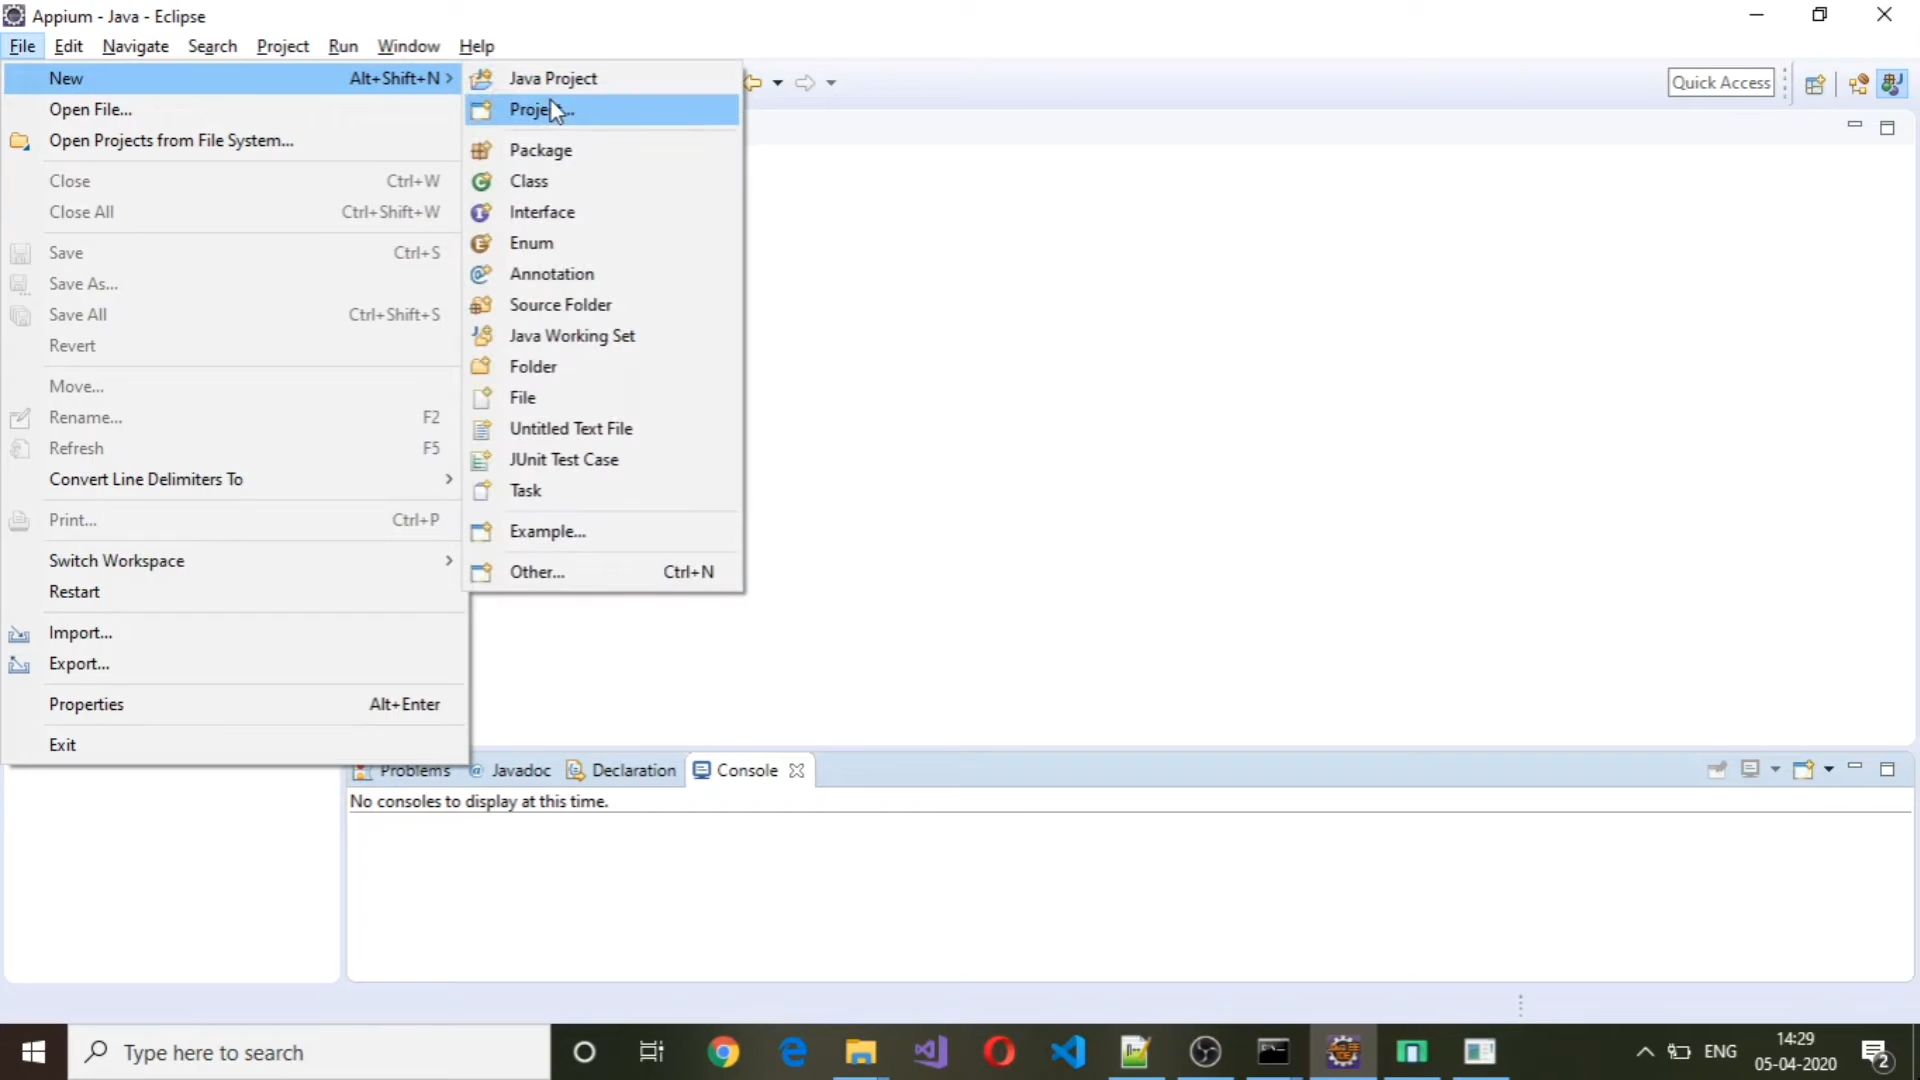 Appium - Java - Eclipse
File Edit Navigate Search Project Run Window Help
New Alt+Shift+N
Open File...
Open Projects from File System...
Close Ctrl+W
Close All Ctrl+Shift+W
Save Ctrl+S
Save As...
Save All Ctrl+Shift+S
Revert
Move...
Rename... F2
Refresh F5
Convert Line Delimiters To
Print... Ctrl+P
Switch Workspace
Restart
Import...
Export...
Properties Alt+Enter
Exit
Java Project
Project...
Package
Class
Interface
Enum
Annotation
Source Folder
Java Working Set
Folder
File
Untitled Text File
JUnit Test Case
Task
Example...
Other... Ctrl+N
Quick Access
Problems Javadoc Declaration Console
No consoles to display at this time.
Type here to search
ENG
14:29
05-04-2020
2